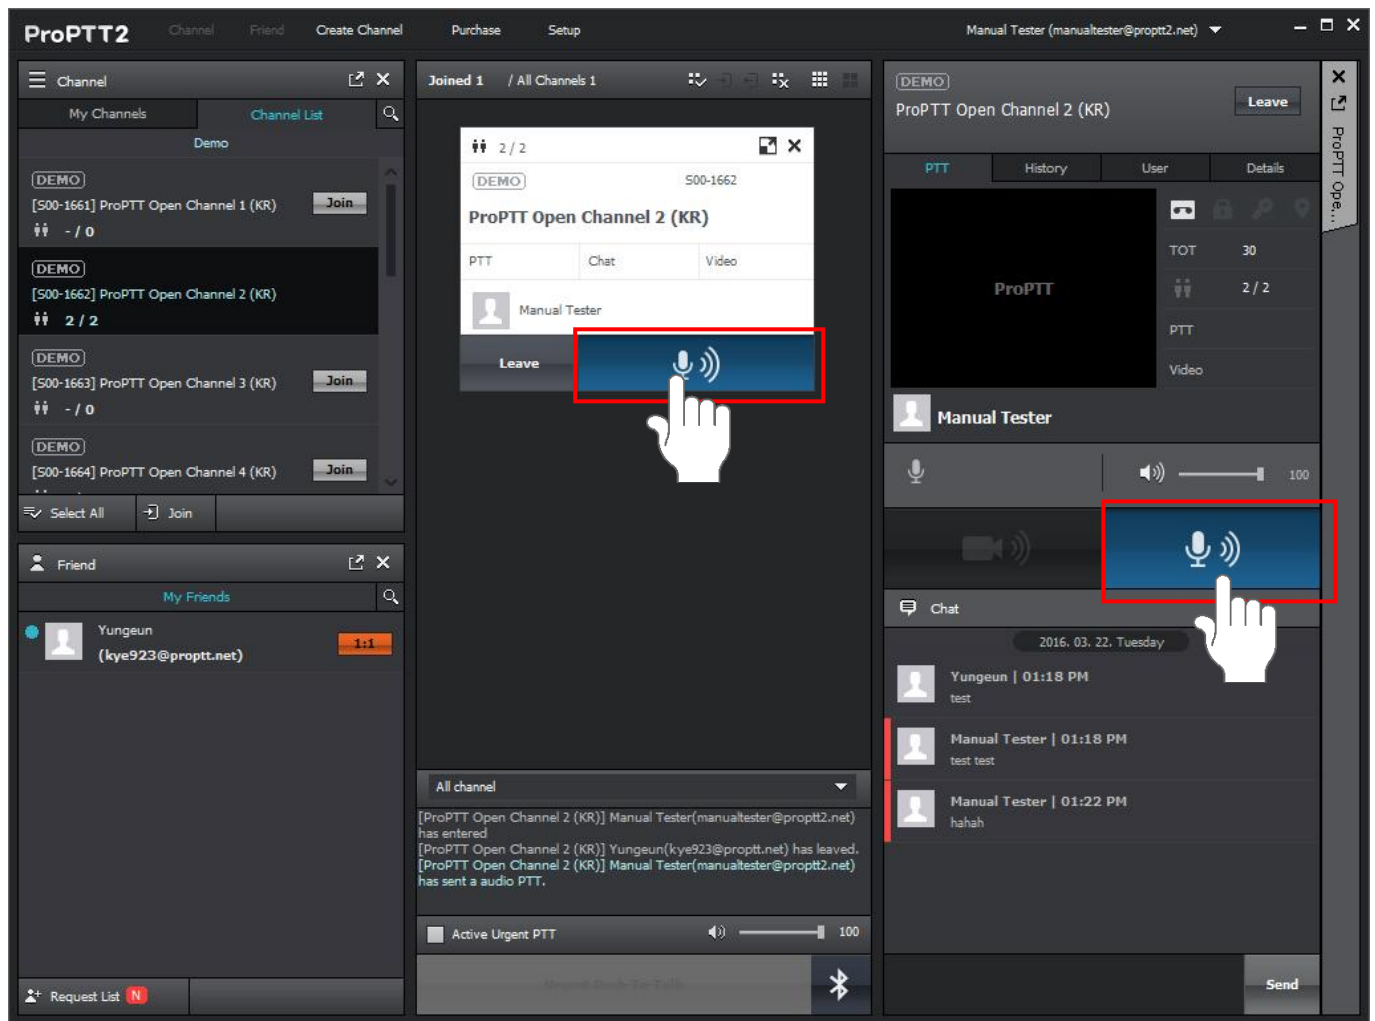 ProPTT2
Channel
Friend
Create Channel
Purchase
Setup
Manual Tester (manualtester@proptt2.net)
Channel
My Channels
Channel List
Demo
DEMO
[S00-1661] ProPTT Open Channel 1 (KR)
Join
- / 0
DEMO
[S00-1662] ProPTT Open Channel 2 (KR)
2 / 2
DEMO
[S00-1663] ProPTT Open Channel 3 (KR)
Join
- / 0
DEMO
[S00-1664] ProPTT Open Channel 4 (KR)
Join
Select All
Join
Friend
My Friends
Yungeun
(kye923@proptt.net)
1:1
Request List N
Joined 1 / All Channels 1
2 / 2
DEMO
S00-1662
ProPTT Open Channel 2 (KR)
PTT
Chat
Video
Manual Tester
Leave
All channel
[ProPTT Open Channel 2 (KR)] Manual Tester(manualtester@proptt2.net)
has entered
[ProPTT Open Channel 2 (KR)] Yungeun(kye923@proptt.net) has leaved.
[ProPTT Open Channel 2 (KR)] Manual Tester(manualtester@proptt2.net)
has sent a audio PTT.
Active Urgent PTT
100
Urgent Push To Talk
DEMO
ProPTT Open Channel 2 (KR)
Leave
PTT
History
User
Details
ProPTT
TOT 30
2 / 2
PTT
Video
Manual Tester
100
Chat
2016. 03. 22. Tuesday
Yungeun | 01:18 PM
test
Manual Tester | 01:18 PM
test test
Manual Tester | 01:22 PM
hahah
Send
ProPTT Ope...